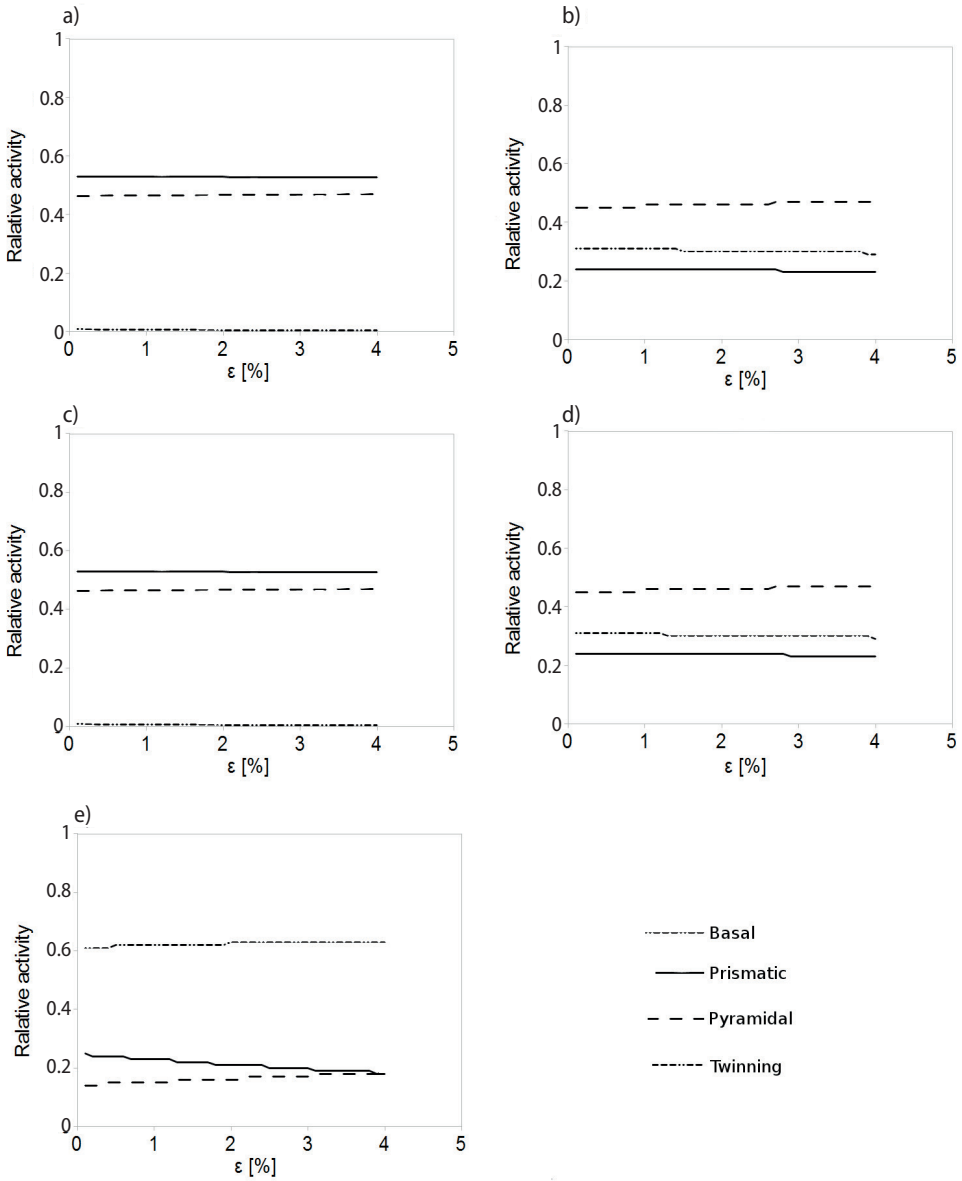 a)
1
0.8
0.6
0.4
0.2
0
Ralative activity
0 1 2 3 4 5
ε [%]
b)
1
0.8
0.6
0.4
0.2
0
Ralative activity
0 1 2 3 4 5
ε [%]
c)
1
0.8
0.6
0.4
0.2
0
Ralative activity
0 1 2 3 4 5
ε [%]
d)
1
0.8
0.6
0.4
0.2
0
Ralative activity
0 1 2 3 4 5
ε [%]
e)
1
0.8
0.6
0.4
0.2
0
Ralative activity
0 1 2 3 4 5
ε [%]
Basal
Prismatic
Pyramidal
Twinning